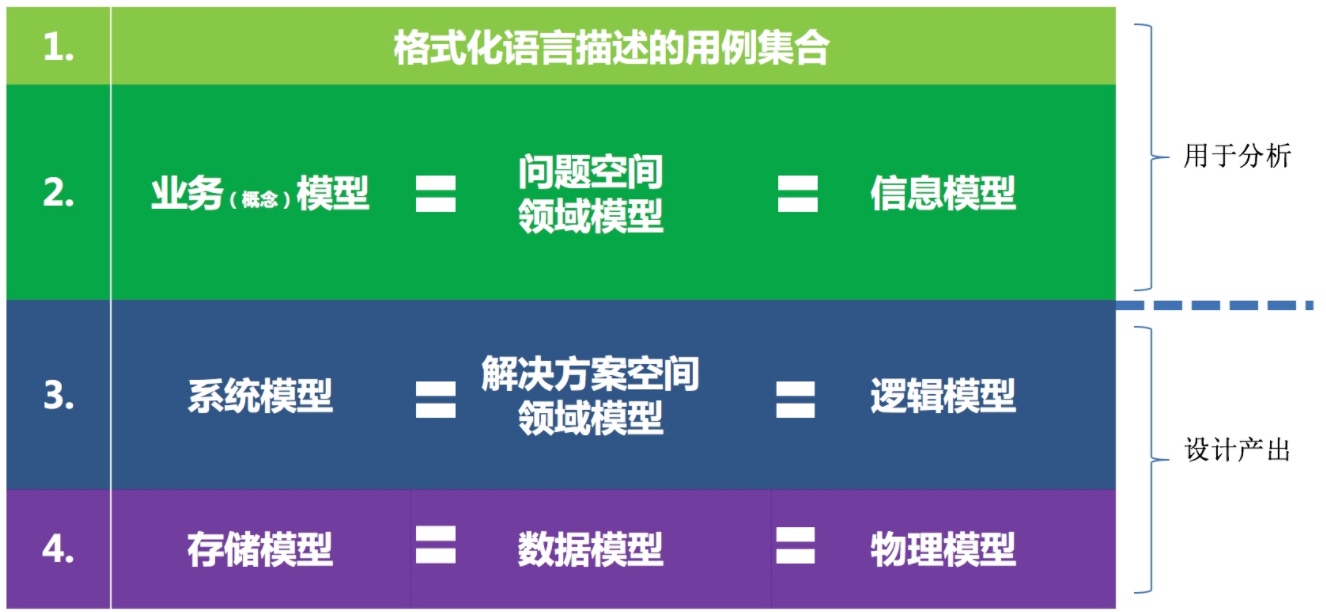 1.
格式化语言描述的用例集合
用于分析
2.
业务（概念）模型
=
问题空间
领域模型
=
信息模型
3.
系统模型
=
解决方案空间
领域模型
=
逻辑模型
设计产出
4.
存储模型
=
数据模型
=
物理模型